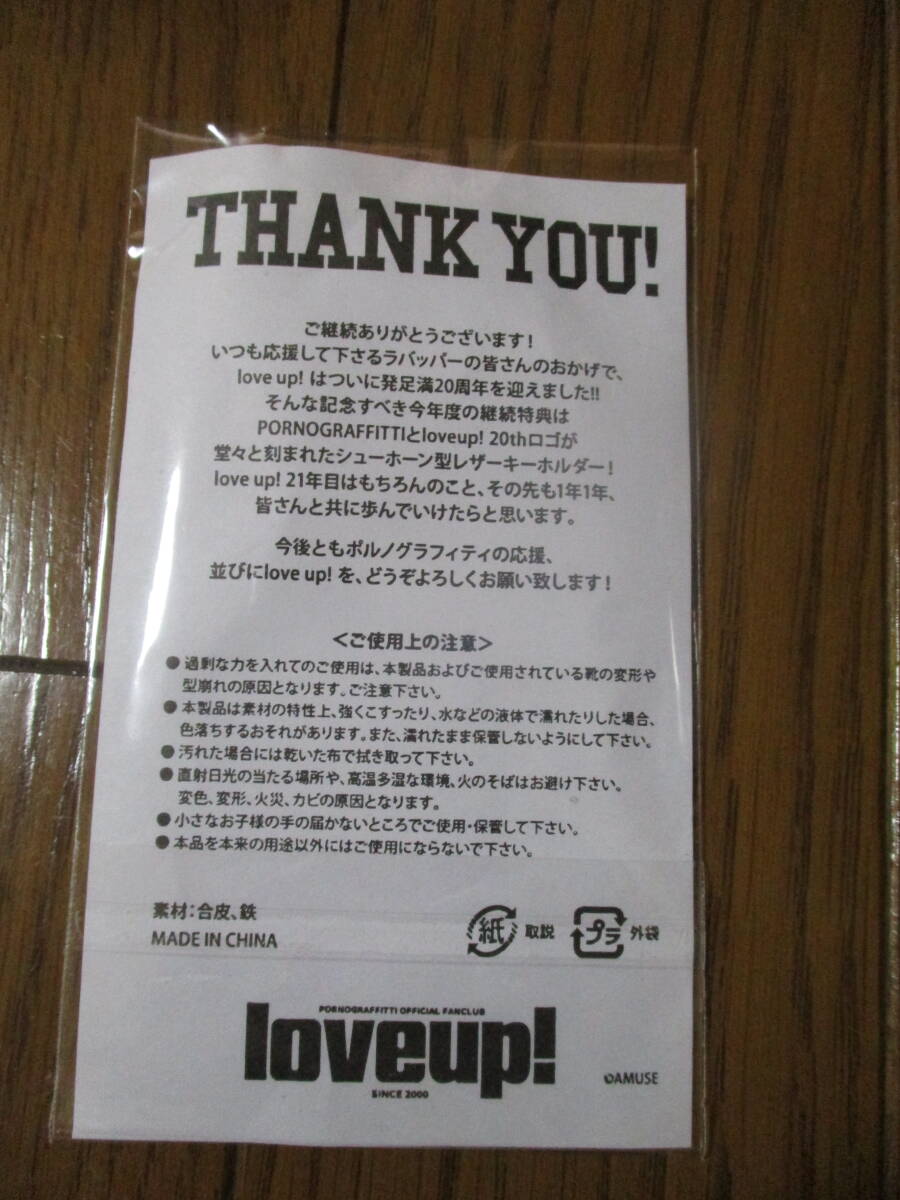 THANK YOU!
ご継続ありがとうございます!
いつも応援して下さるラバッパーの皆さんのおかげで、
love up! はついに発足満20周年を迎えました!!
そんな記念すべき今年度の継続特典は
PORNOGRAFFITTIとloveup! 20thロゴが
堂々と刻まれたシューホーン型レザーキーホルダー!
love up! 21年目はもちろんのこと、その先も1年1年、
皆さんと共に歩んでいけたらと思います。
今後ともポルノグラフィティの応援、
並びにlove up! を、どうぞよろしくお願い致します!
<ご使用上の注意>
● 過剰な力を入れてのご使用は、本製品およびご使用されている靴の変形や
型崩れの原因となります。ご注意下さい。
● 本製品は素材の特性上、強くこすったり、水などの液体で濡れたりした場合、
色落ちするおそれがあります。また、濡れたまま保管しないようにして下さい。
● 汚れた場合には乾いた布で拭き取って下さい。
● 直射日光の当たる場所や、高温多湿な環境、火のそばはお避け下さい。
変色、変形、火災、カビの原因となります。
● 小さなお子様の手の届かないところでご使用・保管して下さい。
● 本品を本来の用途以外にはご使用にならないで下さい。
素材:合皮、鉄
MADE IN CHINA
紙 取説 プラ 外袋
PORNOGRAFFITTI OFFICIAL FANCLUB
loveup!
SINCE 2000
©AMUSE